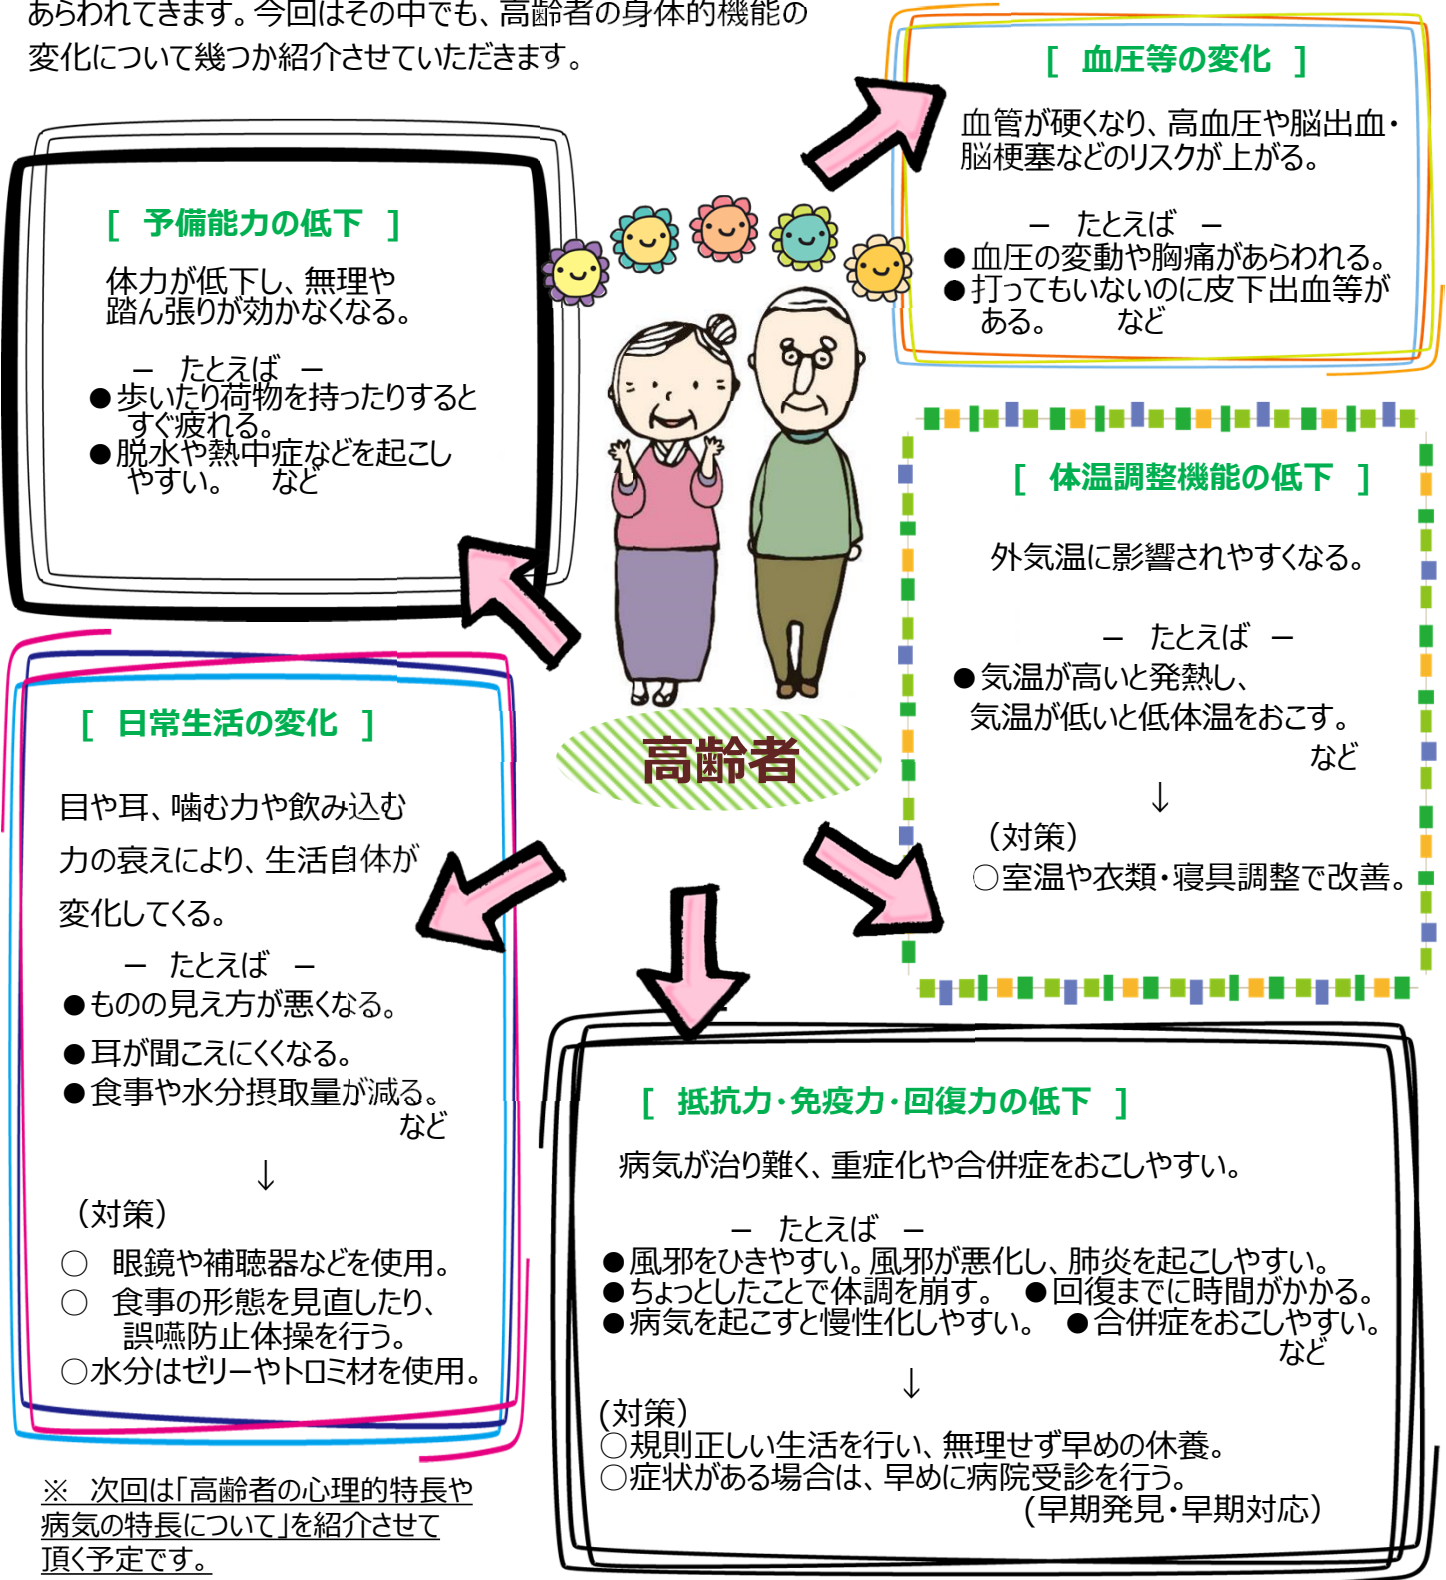 あらわれてきます。今回はその中でも、高齢者の身体的機能の
変化について幾つか紹介させていただきます。
[ 血圧等の変化 ]
血管が硬くなり、高血圧や脳出血・
脳梗塞などのリスクが上がる。
－ たとえば －
●血圧の変動や胸痛があらわれる。
●打ってもいないのに皮下出血等が
ある。 など
[ 予備能力の低下 ]
体力が低下し、無理や
踏ん張りが効かなくなる。
－ たとえば －
●歩いたり荷物を持ったりすると
すぐ疲れる。
●脱水や熱中症などを起こし
やすい。 など
[ 体温調整機能の低下 ]
外気温に影響されやすくなる。
－ たとえば －
●気温が高いと発熱し、
気温が低いと低体温をおこす。
など
↓
（対策）
○室温や衣類・寝具調整で改善。
高齢者
[ 日常生活の変化 ]
目や耳、噛む力や飲み込む
力の衰えにより、生活自体が
変化してくる。
－ たとえば －
●ものの見え方が悪くなる。
●耳が聞こえにくくなる。
●食事や水分摂取量が減る。
など
↓
（対策）
○ 眼鏡や補聴器などを使用。
○ 食事の形態を見直したり、
誤嚥防止体操を行う。
○水分はゼリーやトロミ材を使用。
[ 抵抗力・免疫力・回復力の低下 ]
病気が治り難く、重症化や合併症をおこしやすい。
－ たとえば －
●風邪をひきやすい。風邪が悪化し、肺炎を起こしやすい。
●ちょっとしたことで体調を崩す。 ●回復までに時間がかかる。
●病気を起こすと慢性化しやすい。 ●合併症をおこしやすい。
など
↓
(対策）
○規則正しい生活を行い、無理せず早めの休養。
○症状がある場合は、早めに病院受診を行う。
(早期発見・早期対応）
※ 次回は「高齢者の心理的特長や
病気の特長について」を紹介させて
頂く予定です。